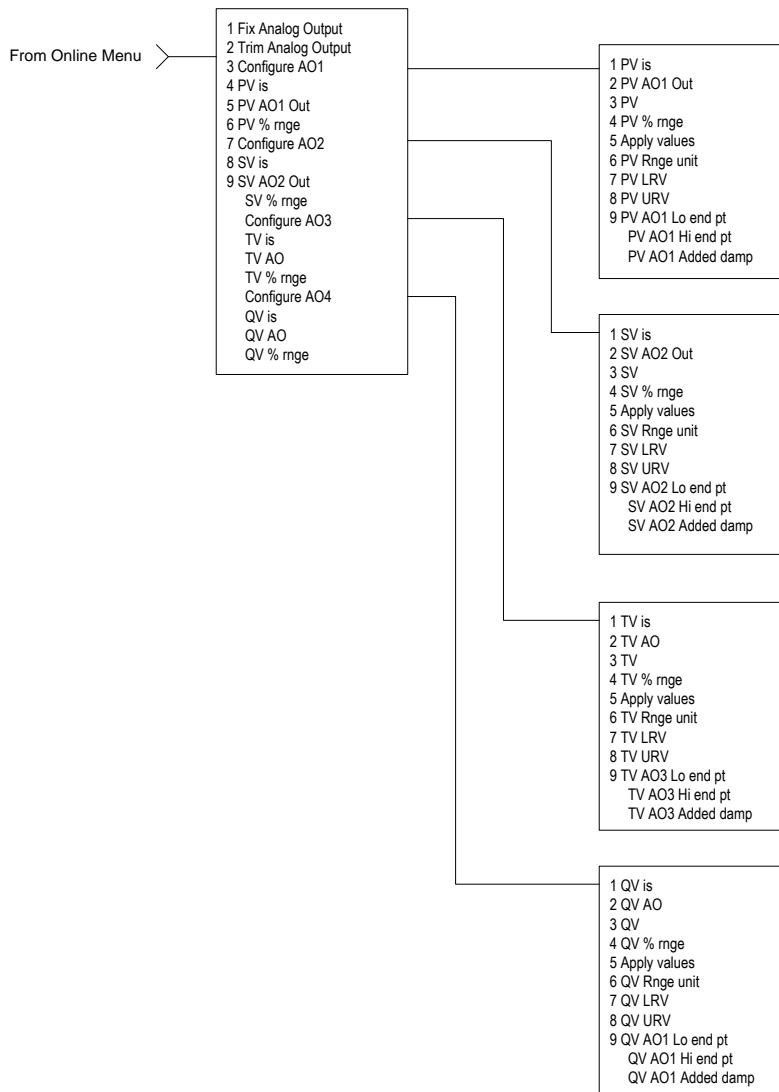 From Online Menu
1 Fix Analog Output
2 Trim Analog Output
3 Configure AO1
4 PV is
5 PV AO1 Out
6 PV % rnge
7 Configure AO2
8 SV is
9 SV AO2 Out
SV % rnge
Configure AO3
TV is
TV AO
TV % rnge
Configure AO4
QV is
QV AO
QV % rnge
1 PV is
2 PV AO1 Out
3 PV
4 PV % rnge
5 Apply values
6 PV Rnge unit
7 PV LRV
8 PV URV
9 PV AO1 Lo end pt
PV AO1 Hi end pt
PV AO1 Added damp
1 SV is
2 SV AO2 Out
3 SV
4 SV % rnge
5 Apply values
6 SV Rnge unit
7 SV LRV
8 SV URV
9 SV AO2 Lo end pt
SV AO2 Hi end pt
SV AO2 Added damp
1 TV is
2 TV AO
3 TV
4 TV % rnge
5 Apply values
6 TV Rnge unit
7 TV LRV
8 TV URV
9 TV AO3 Lo end pt
TV AO3 Hi end pt
TV AO3 Added damp
1 QV is
2 QV AO
3 QV
4 QV % rnge
5 Apply values
6 QV Rnge unit
7 QV LRV
8 QV URV
9 QV AO1 Lo end pt
QV AO1 Hi end pt
QV AO1 Added damp